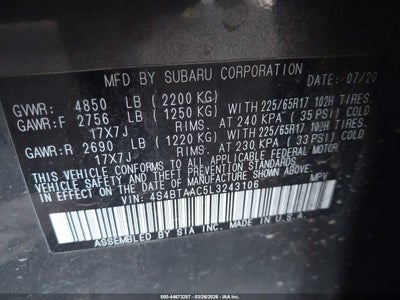 MFD BY SUBARU CORPORATION DATE: 07/20
GVWR: 4850 LB (2200 KG)
GAWR:F 2756 LB (1250 KG) WITH 225/65R17 102H TIRES.
17X7J RIMS. AT 240 KPA (35 PSI) COLD
GAWR:R 2690 LB (1220 KG) WITH 225/65R17 102H TIRES.
17X7J RIMS. AT 230 KPA (33 PSI) COLD
THIS VEHICLE CONFORMS TO ALL APPLICABLE FEDERAL MOTOR
VEHICLE SAFETY AND THEFT PREVENTION STANDARDS
IN EFFECT ON THE DATE OF MANUFACTURE SHOWN ABOVE.
VIN: 4S4BTAAC5L3243106 MPV
ASSEMBLED BY SIA INC. MADE IN U.S.A
000-44673287 - 03/28/2026 - IAA Inc.